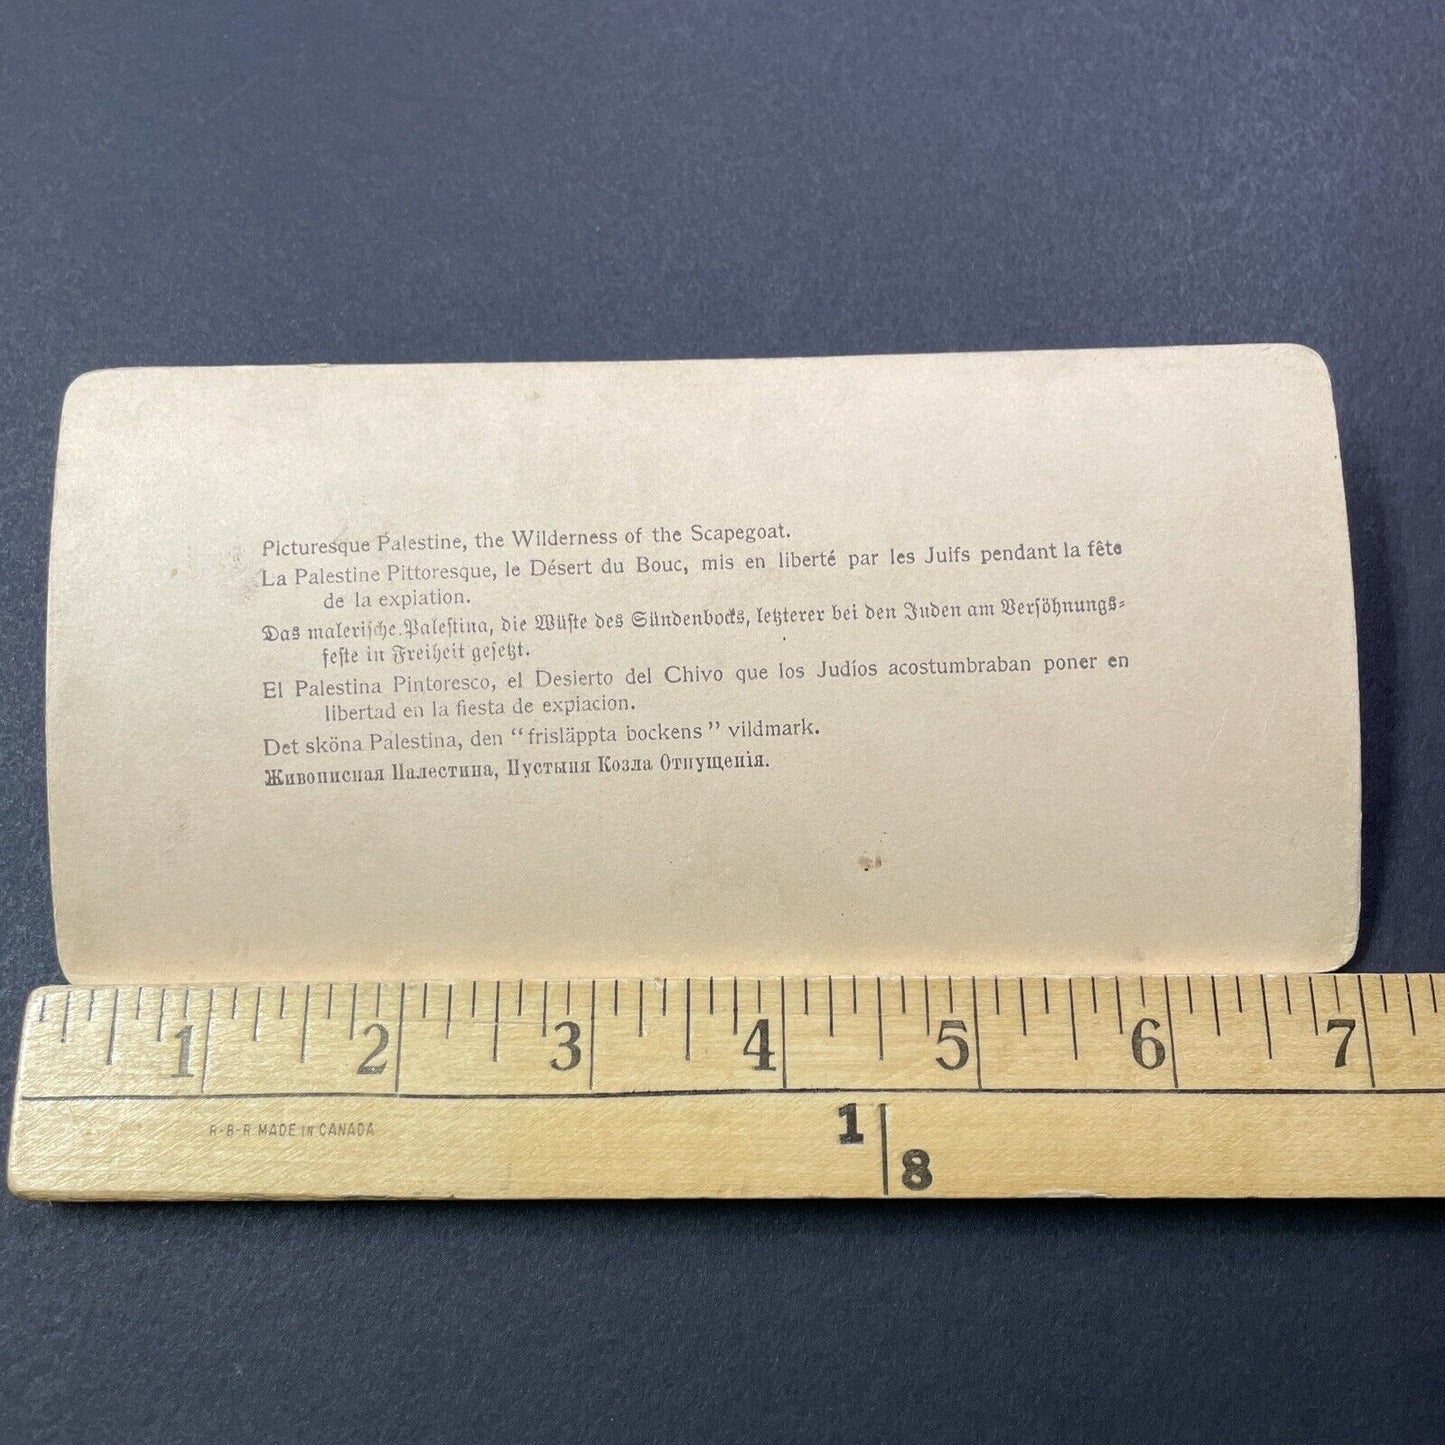 Picturesque Palestine, the Wilderness of the Scapegoat.
La Palestine Pittoresque, le Désert du Bouc, mis en liberté par les Juifs pendant la fête
de la expiation.
Das maleriſche Paleſtina, die Wüſte des Sündenbocks, letzterer bei den Juden am Verſöhnungs⸗
feſte in Freiheit geſetzt.
El Palestina Pintoresco, el Desierto del Chivo que los Judios acostumbraban poner en
libertad en la fiesta de expiacion.
Det sköna Palestina, den "frisläppta bockens" vildmark.
Живописная Палестина, Пустыня Козла Отпущенія.
1 2 3 4 5 6 7
R-B-R MADE IN CANADA
1 8